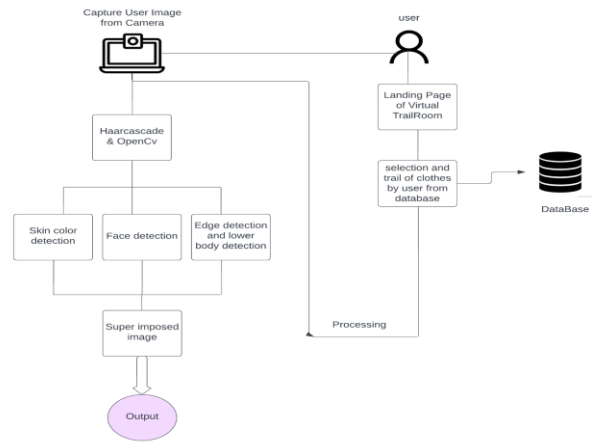 Capture User Image
from Camera
user
Landing Page
of Virtual
TrailRoom
Haarcascade
& OpenCv
selection and
trail of clothes
by user from
database
DataBase
Skin color
detection
Face detection
Edge detection
and lower
body detection
Processing
Super imposed
image
Output